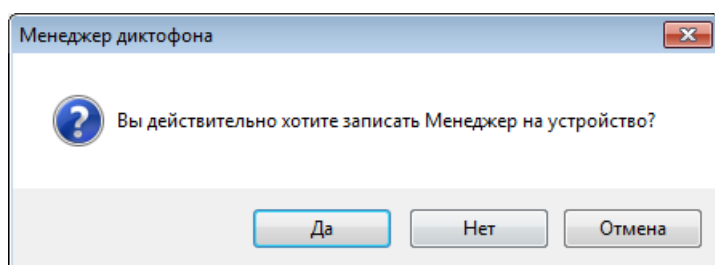 Менеджер диктофона
Вы действительно хотите записать Менеджер на устройство?
Да
Нет
Отмена